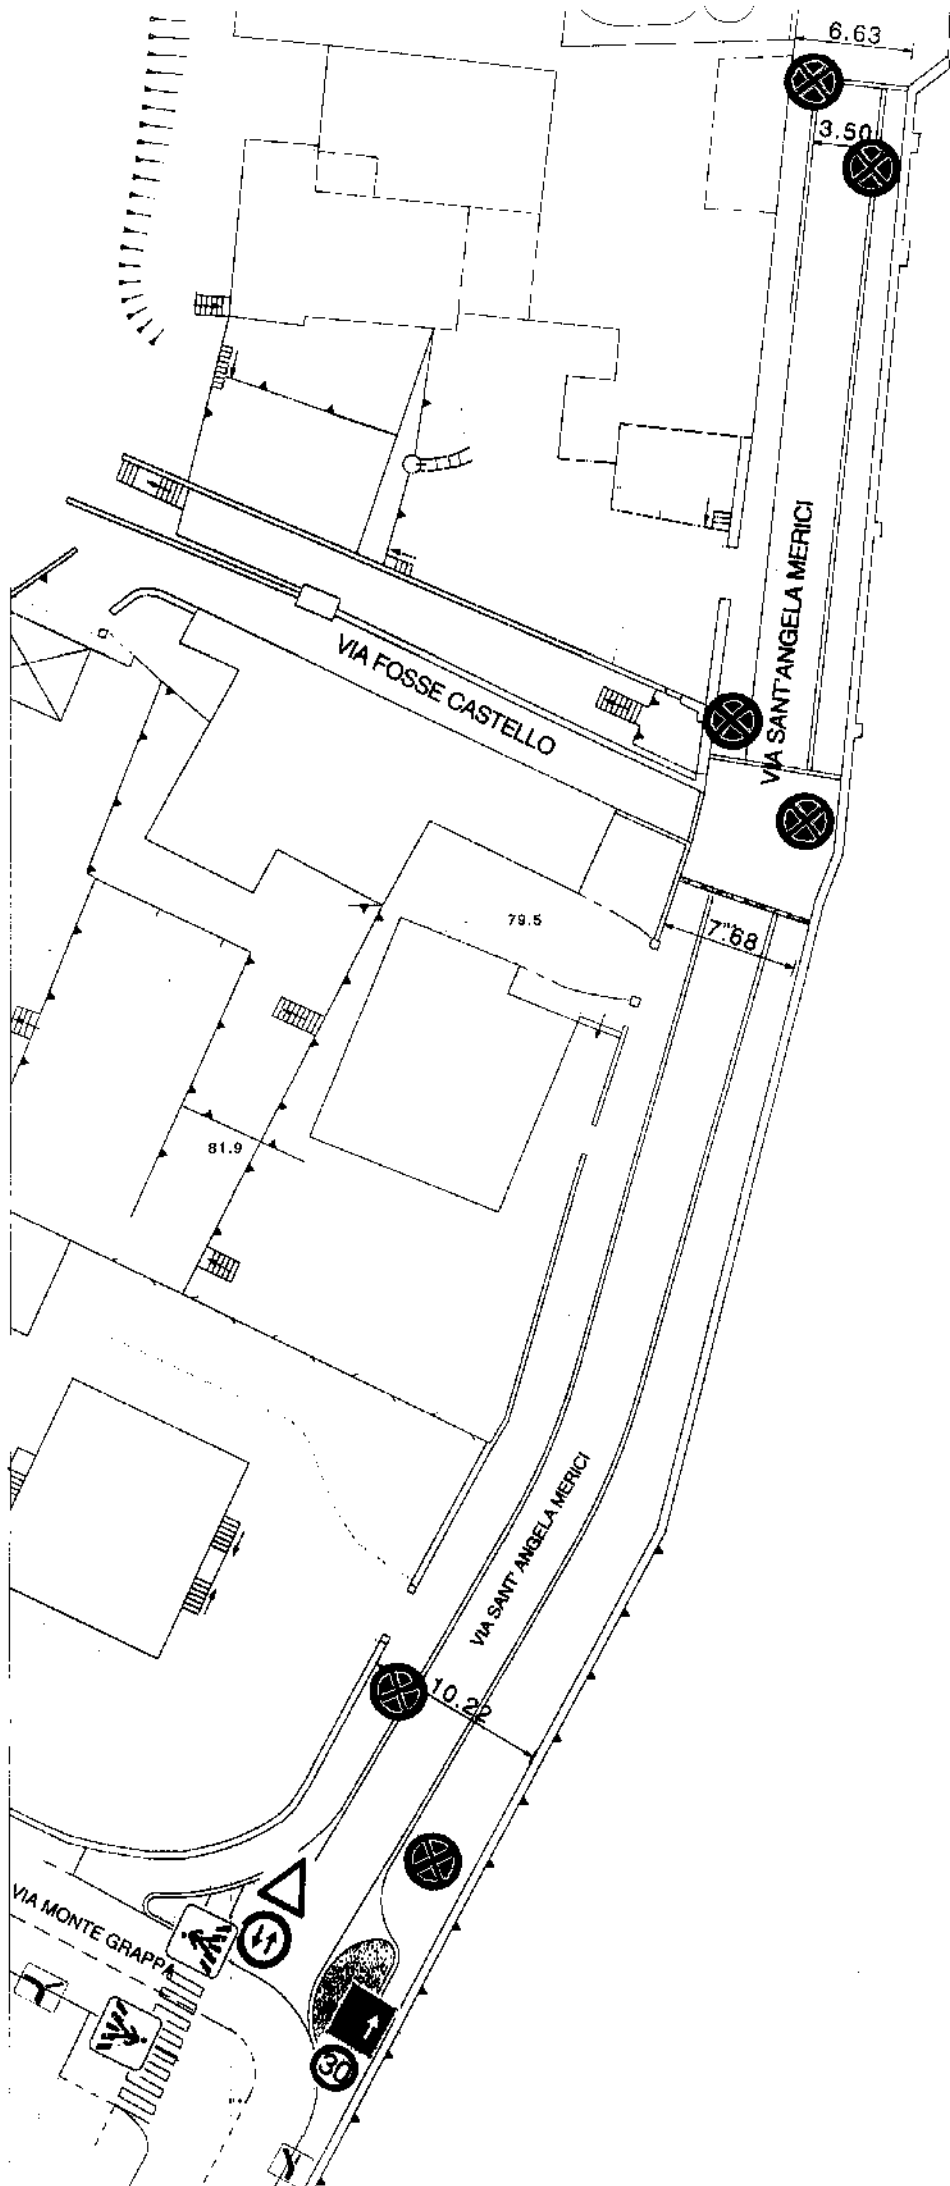 6.63
3.50
VIA SANT'ANGELA MERICI
VIA FOSSE CASTELLO
79.5
7.68
81.9
VIA SANT' ANGELA MERICI
10.22
VIA MONTE GRAPPA
30